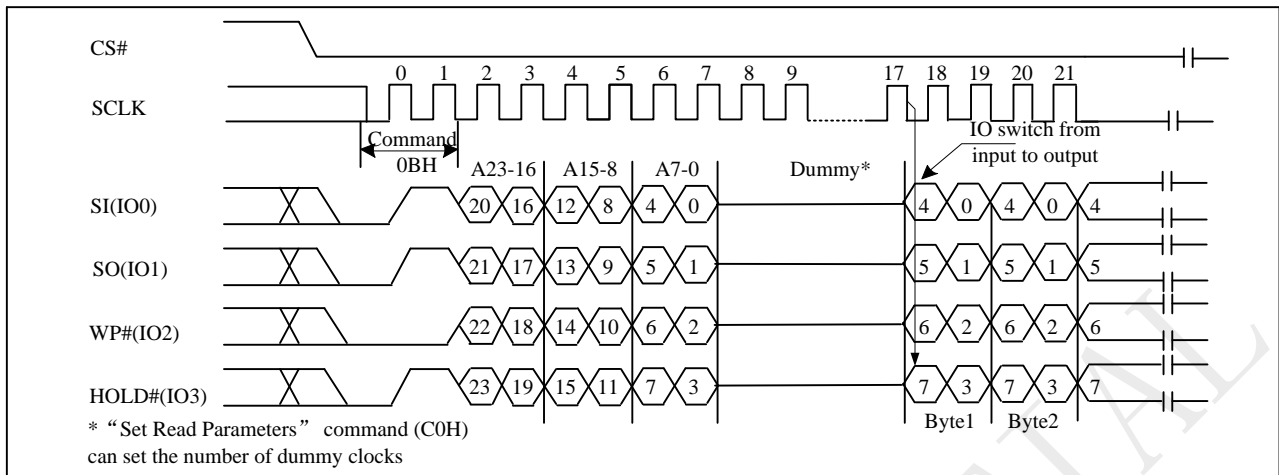 CS#
0 1 2 3 4 5 6 7 8 9 17 18 19 20 21
SCLK
Command
0BH
IO switch from
input to output
A23-16 A15-8 A7-0 Dummy*
SI(IO0) 20 16 12 8 4 0 4 0 4 0 4
SO(IO1) 21 17 13 9 5 1 5 1 5 1 5
WP#(IO2) 22 18 14 10 6 2 6 2 6 2 6
HOLD#(IO3) 23 19 15 11 7 3 7 3 7 3 7
Byte1 Byte2
* “Set Read Parameters” command (C0H)
can set the number of dummy clocks